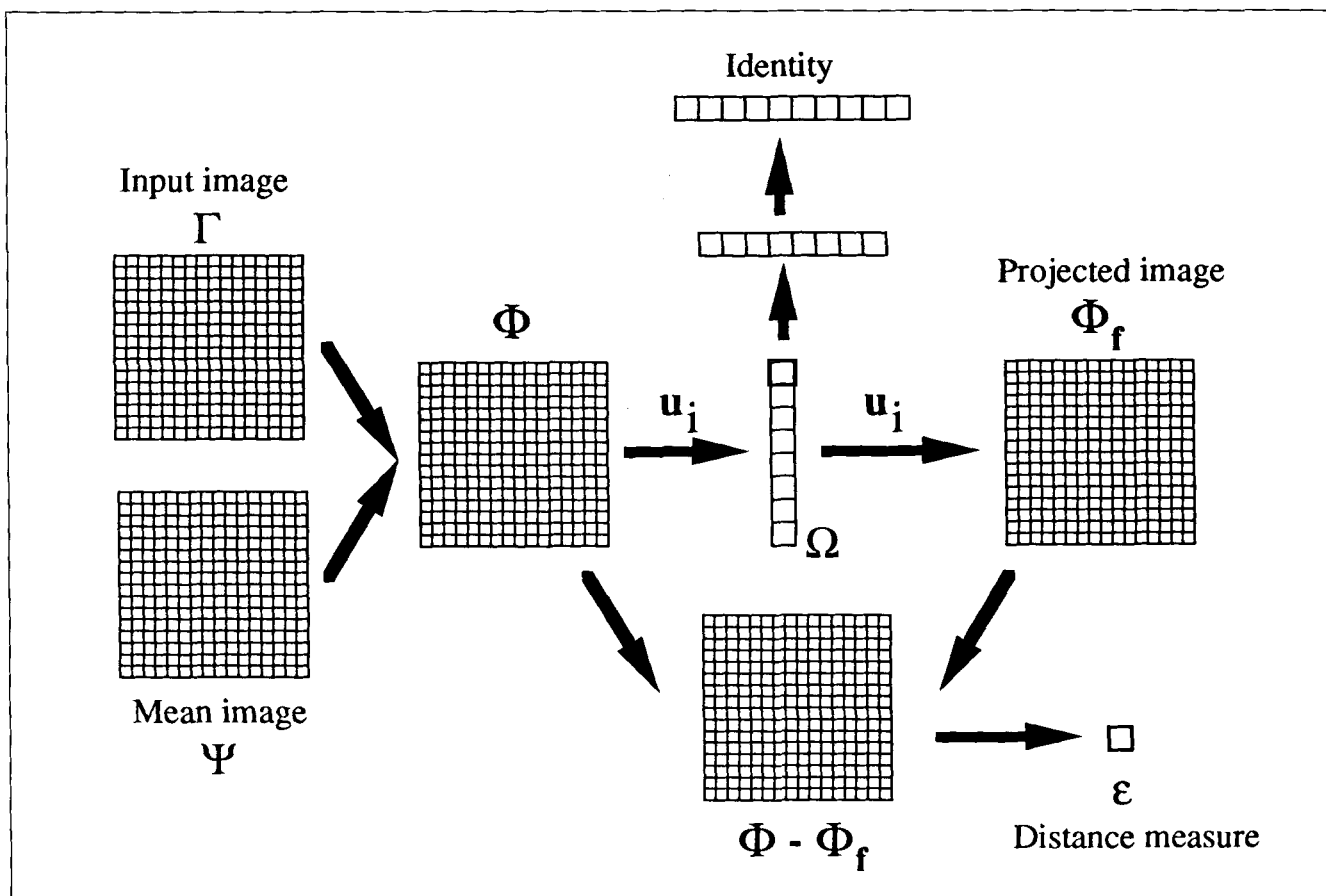 Identity
Input image
Γ
Projected image
Φf
Φ
ui
ui
Ω
Mean image
Ψ
Φ - Φf
ε
Distance measure